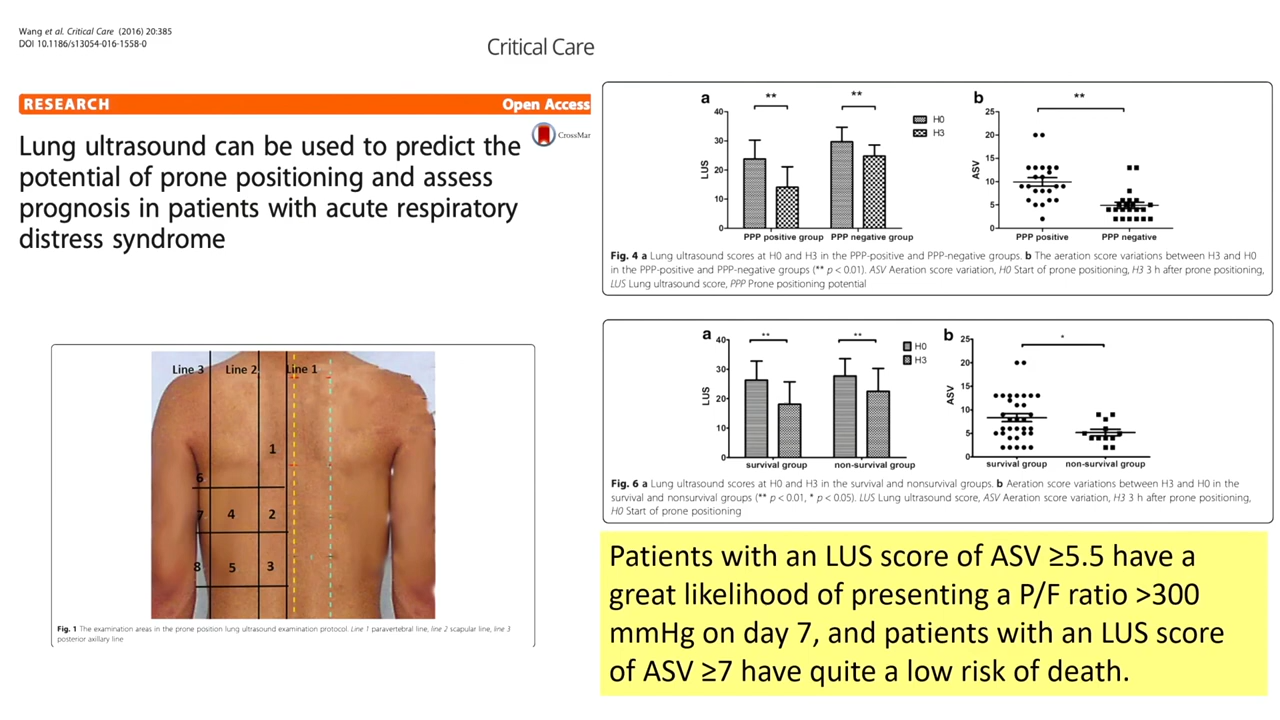 Wang et al. Critical Care (2016) 20:385
DOI 10.1186/s13054-016-1558-0
Critical Care
RESEARCH
Open Access
CrossMar
Lung ultrasound can be used to predict the
potential of prone positioning and assess
prognosis in patients with acute respiratory
distress syndrome
Line 3
Line 2
Line 1
1
6
7
4
2
8
5
3
Fig. 1 The examination areas in the prone position lung ultrasound examination protocol. Line 1 paravertebral line, line 2 scapular line, line 3
posterior axillary line
a
**
**
40
30
20
10
0
LUS
H0
H3
PPP positive group
PPP negative group
b
**
25
20
15
10
5
0
ASV
PPP positive
PPP negative
Fig. 4 a Lung ultrasound scores at H0 and H3 in the PPP-positive and PPP-negative groups. b The aeration score variations between H3 and H0
in the PPP-positive and PPP-negative groups (** p < 0.01). ASV Aeration score variation, H0 Start of prone positioning, H3 3 h after prone positioning,
LUS Lung ultrasound score, PPP Prone positioning potential
a
**
**
40
30
20
10
0
LUS
H0
H3
survival group
non-survival group
b
*
25
20
15
10
5
0
ASV
survival group
non-survival group
Fig. 6 a Lung ultrasound scores at H0 and H3 in the survival and nonsurvival groups. b Aeration score variations between H3 and H0 in the
survival and nonsurvival groups (** p < 0.01, * p < 0.05). LUS Lung ultrasound score, ASV Aeration score variation, H3 3 h after prone positioning,
H0 Start of prone positioning
Patients with an LUS score of ASV ≥5.5 have a
great likelihood of presenting a P/F ratio >300
mmHg on day 7, and patients with an LUS score
of ASV ≥7 have quite a low risk of death.